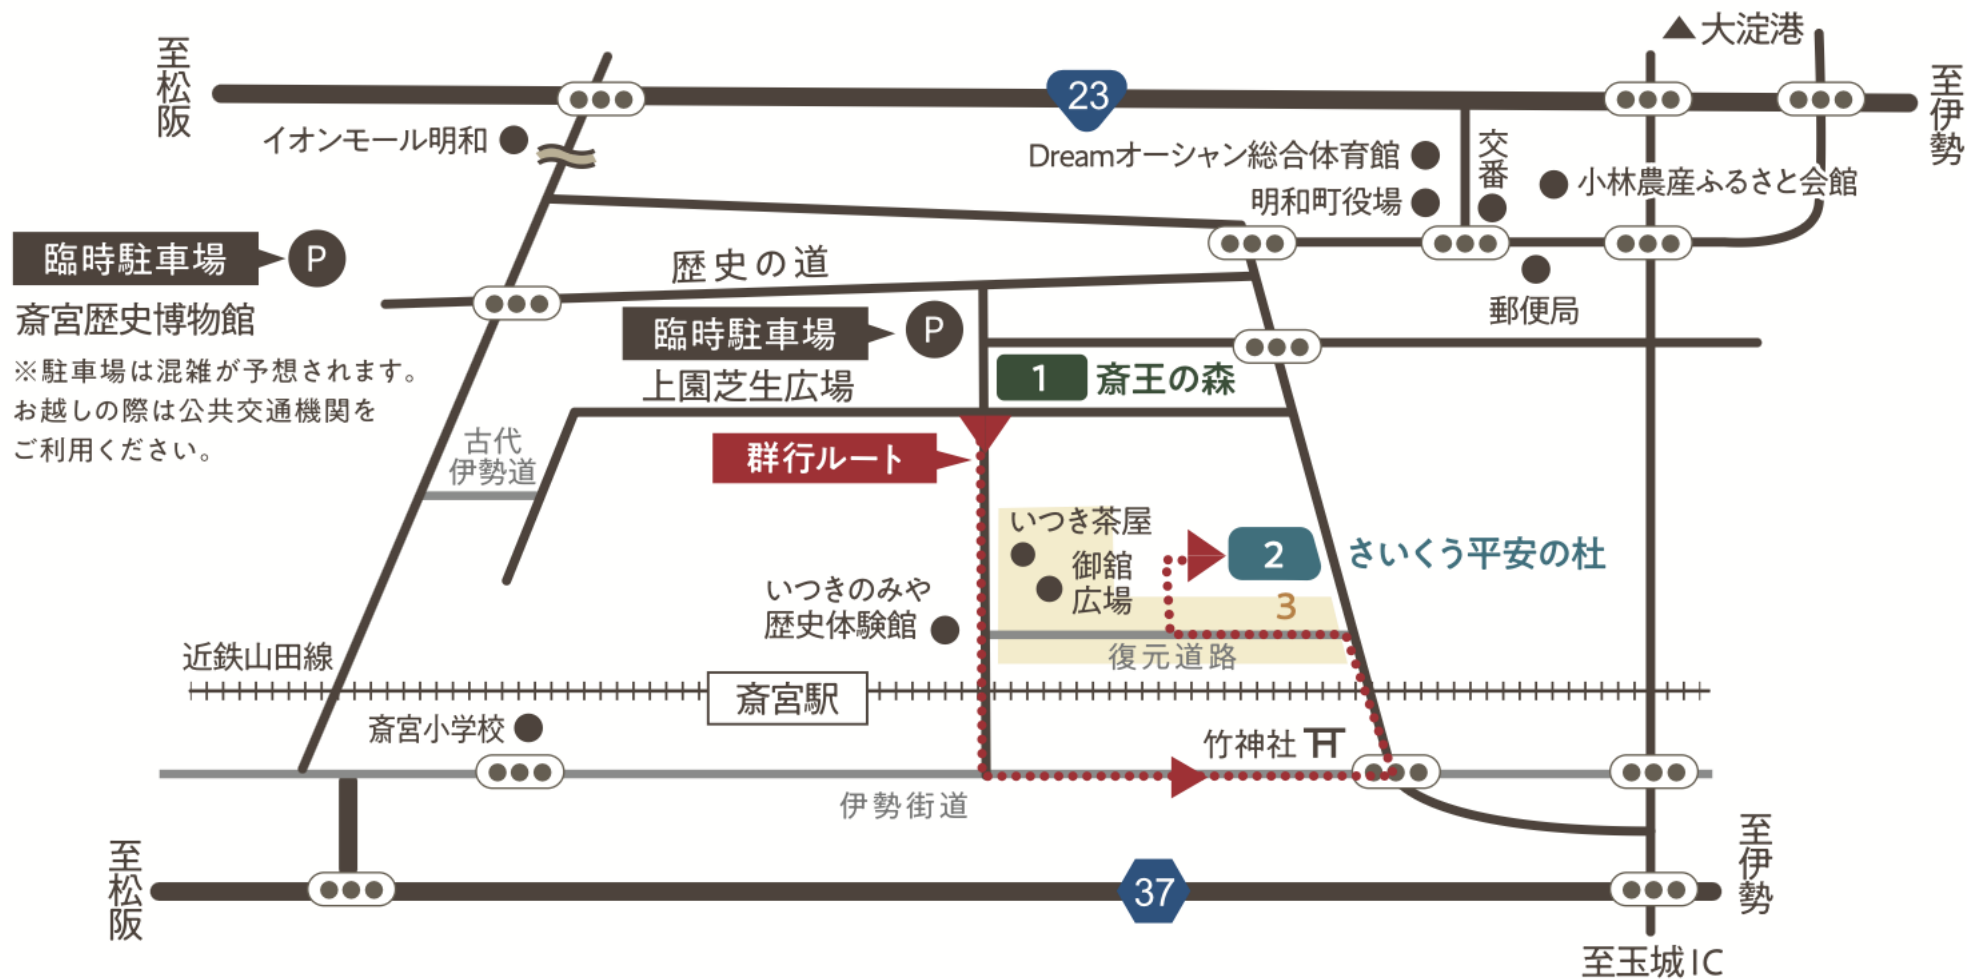 ▲大淀港
至松阪
23
至伊勢
イオンモール明和
Dreamオーシャン総合体育館
交番
小林農産ふるさと会館
明和町役場
臨時駐車場
P
斎宮歴史博物館
※駐車場は混雑が予想されます。
お越しの際は公共交通機関を
ご利用ください。
歴史の道
郵便局
臨時駐車場
P
上園芝生広場
1
斎王の森
古代
伊勢道
群行ルート
いつき茶屋
御舘
広場
2
さいくう平安の杜
3
いつきのみや
歴史体験館
復元道路
近鉄山田線
斎宮駅
斎宮小学校
竹神社
伊勢街道
至松阪
37
至伊勢
至玉城IC